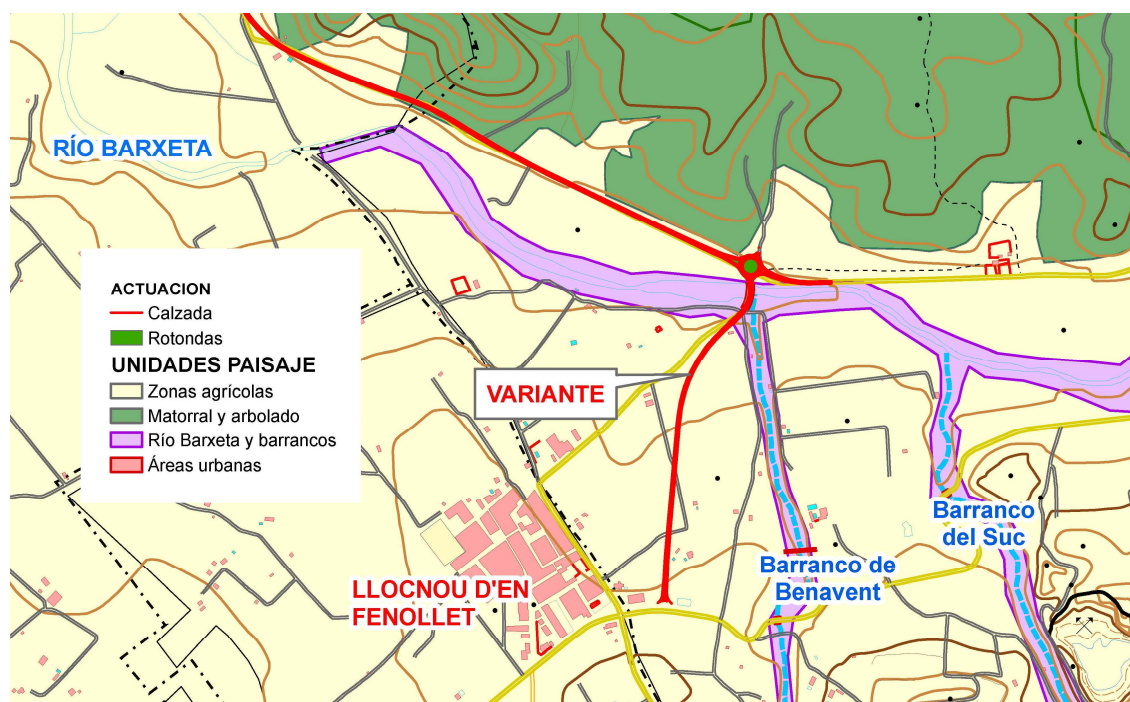 RÍO BARXETA
ACTUACION
Calzada
Rotondas
UNIDADES PAISAJE
Zonas agrícolas
Matorral y arbolado
Río Barxeta y barrancos
Áreas urbanas
VARIANTE
LLOCNOU D'EN
FENOLLET
Barranco de
Benavent
Barranco
del Suc